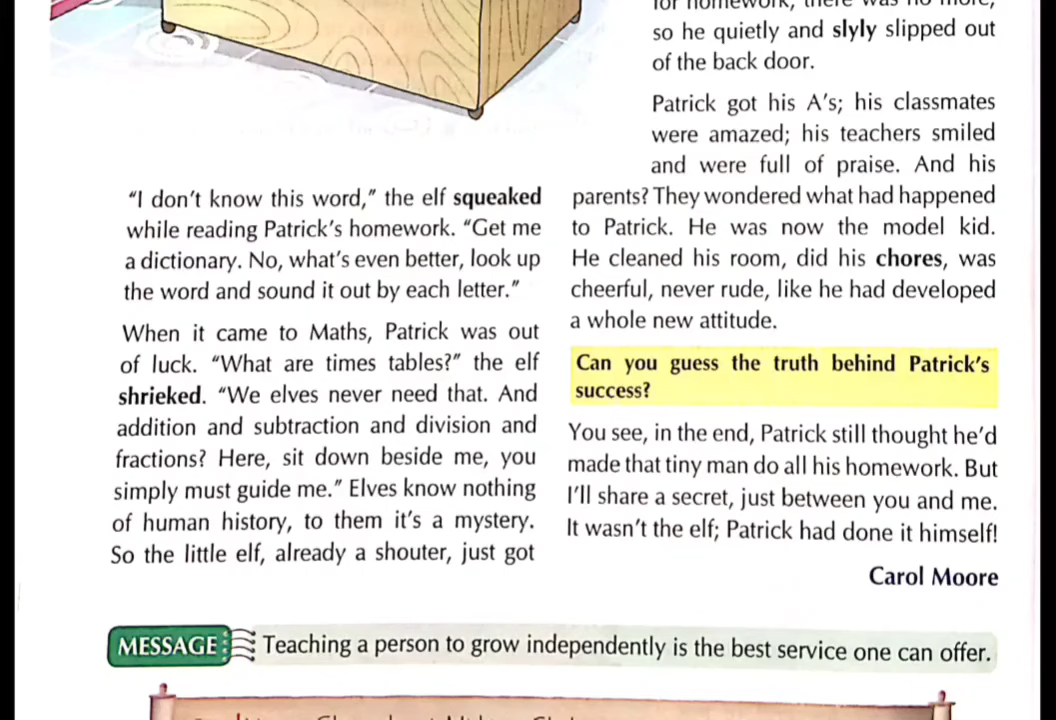 "I don't know this word," the elf squeaked
while reading Patrick's homework. "Get me
a dictionary. No, what's even better, look up
the word and sound it out by each letter."
When it came to Maths, Patrick was out
of luck. "What are times tables?" the elf
shrieked. "We elves never need that. And
addition and subtraction and division and
fractions? Here, sit down beside me, you
simply must guide me." Elves know nothing
of human history, to them it's a mystery.
So the little elf, already a shouter, just got
for homework, there was no more,
so he quietly and slyly slipped out
of the back door.
Patrick got his A's; his classmates
were amazed; his teachers smiled
and were full of praise. And his
parents? They wondered what had happened
to Patrick. He was now the model kid.
He cleaned his room, did his chores, was
cheerful, never rude, like he had developed
a whole new attitude.
Can you guess the truth behind Patrick's
success?
You see, in the end, Patrick still thought he'd
made that tiny man do all his homework. But
I'll share a secret, just between you and me.
It wasn't the elf; Patrick had done it himself!
Carol Moore
MESSAGE Teaching a person to grow independently is the best service one can offer.